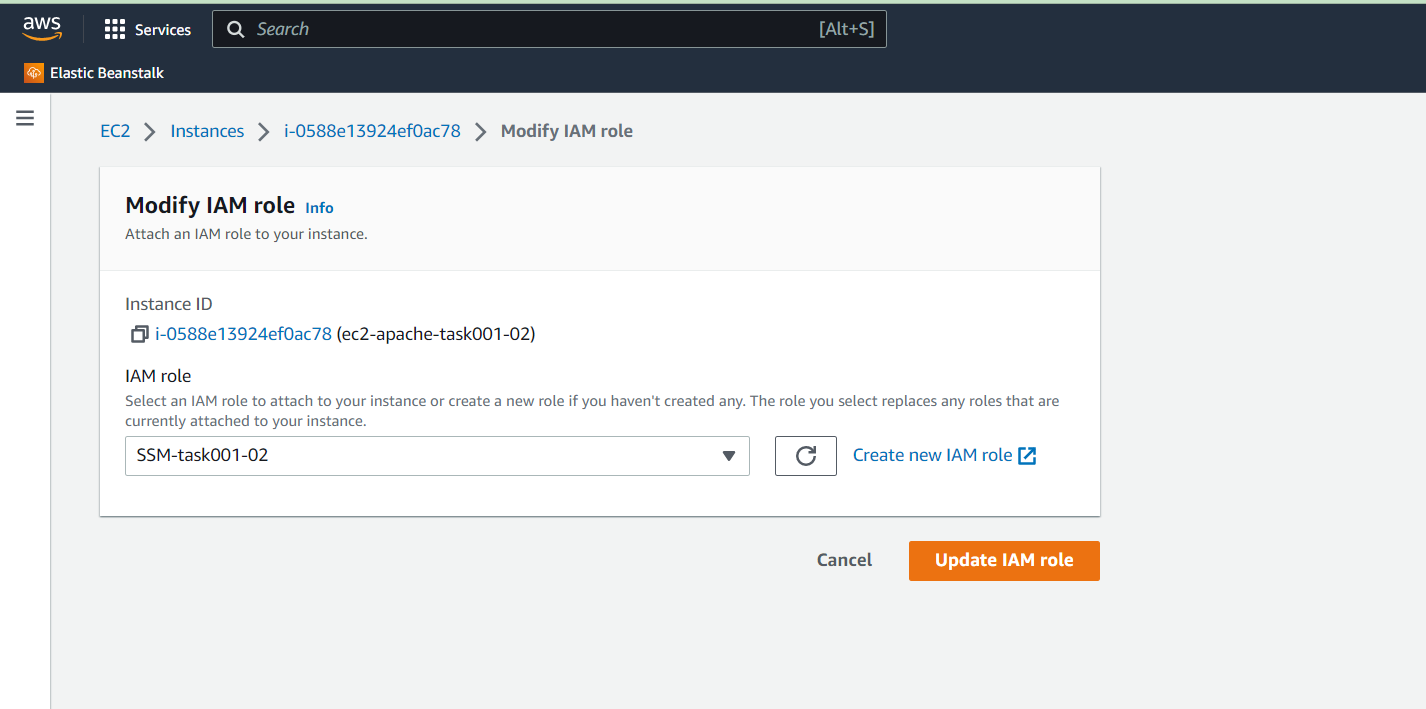 aws
Services
Search
[Alt+S]
Elastic Beanstalk
EC2
Instances
i-0588e13924ef0ac78
Modify IAM role
Modify IAM role
Info
Attach an IAM role to your instance.
Instance ID
i-0588e13924ef0ac78 (ec2-apache-task001-02)
IAM role
Select an IAM role to attach to your instance or create a new role if you haven't created any. The role you select replaces any roles that are
currently attached to your instance.
SSM-task001-02
Create new IAM role
Cancel
Update IAM role